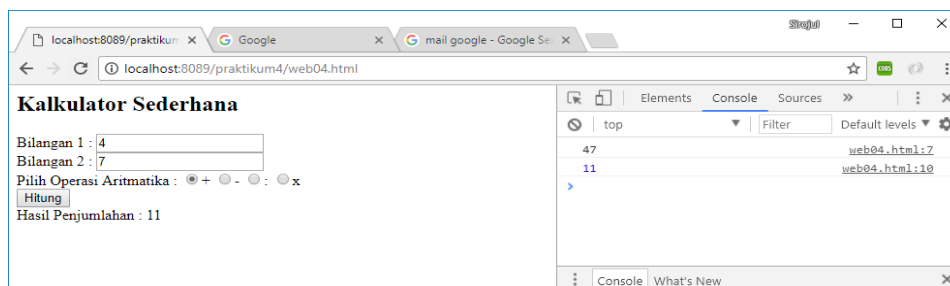 Sirojul
localhost:8089/praktikum
Google
mail google - Google Se
localhost:8089/praktikum4/web04.html
CORS
Kalkulator Sederhana
Bilangan 1 : 4
Bilangan 2 : 7
Pilih Operasi Aritmatika : + - : x
Hitung
Hasil Penjumlahan : 11
Elements Console Sources »
top ▼ Filter Default levels ▼
47 web04.html:7
11 web04.html:10
>
Console What's New